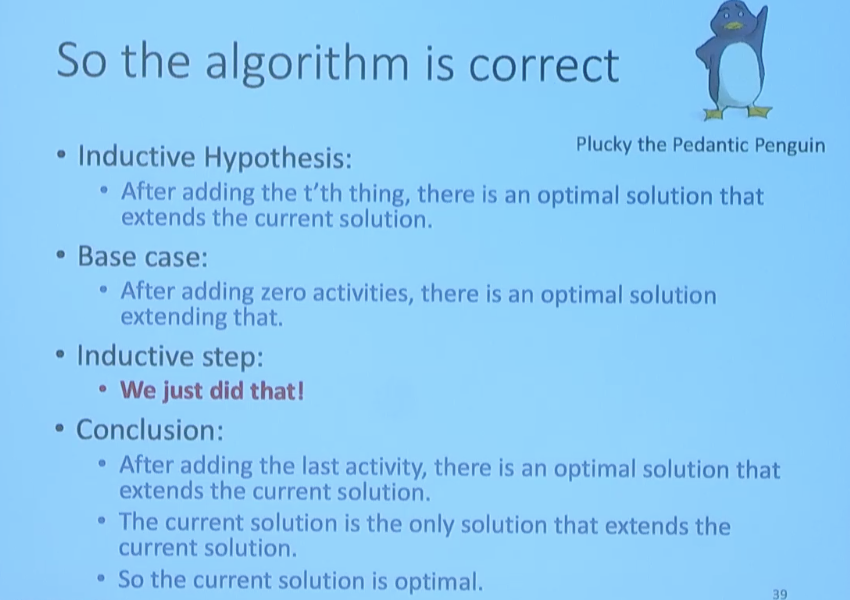 So the algorithm is correct
Plucky the Pedantic Penguin
• Inductive Hypothesis:
• After adding the t'th thing, there is an optimal solution that
extends the current solution.
• Base case:
• After adding zero activities, there is an optimal solution
extending that.
• Inductive step:
• We just did that!
• Conclusion:
• After adding the last activity, there is an optimal solution that
extends the current solution.
• The current solution is the only solution that extends the
current solution.
• So the current solution is optimal.
39